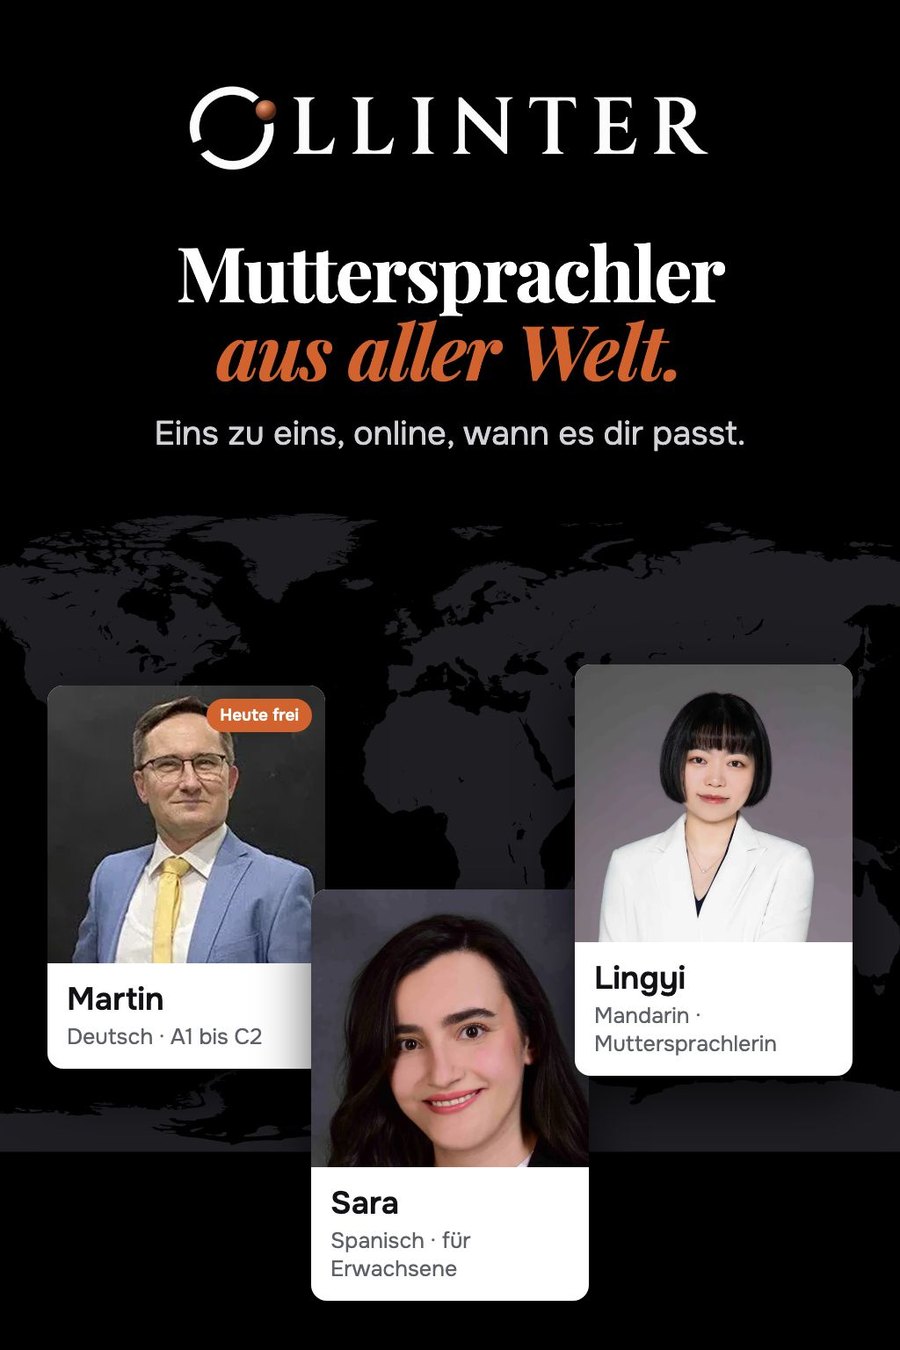 OLLINTER
Muttersprachler
aus aller Welt.
Eins zu eins, online, wann es dir passt.
Heute frei
Martin
Deutsch · A1 bis C2
Lingyi
Mandarin ·
Muttersprachlerin
Sara
Spanisch · für
Erwachsene